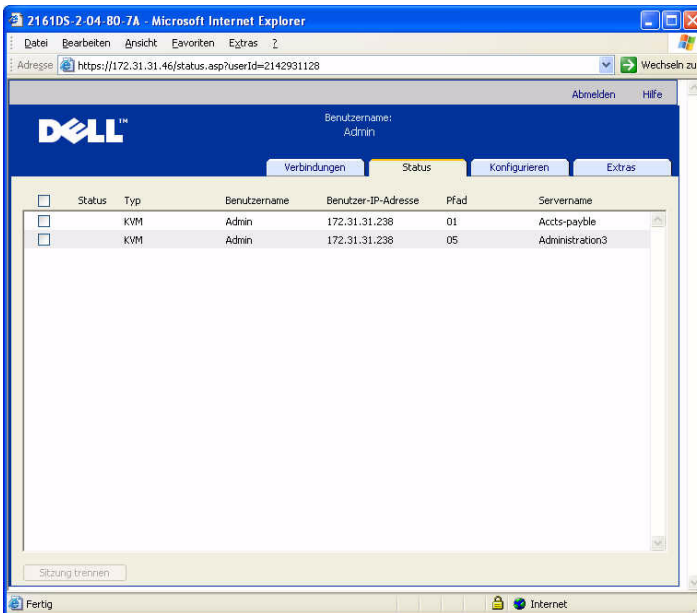 2161DS-2-04-80-7A - Microsoft Internet Explorer
Datei Bearbeiten Ansicht Favoriten Extras ?
Adresse https://172.31.31.46/status.asp?userId=2142931128 Wechseln zu
Abmelden Hilfe
DELL™
Benutzername:
Admin
Verbindungen Status Konfigurieren Extras
Status Typ Benutzername Benutzer-IP-Adresse Pfad Servername
KVM Admin 172.31.31.238 01 Accts-payble
KVM Admin 172.31.31.238 05 Administration3
Sitzung trennen
Fertig Internet